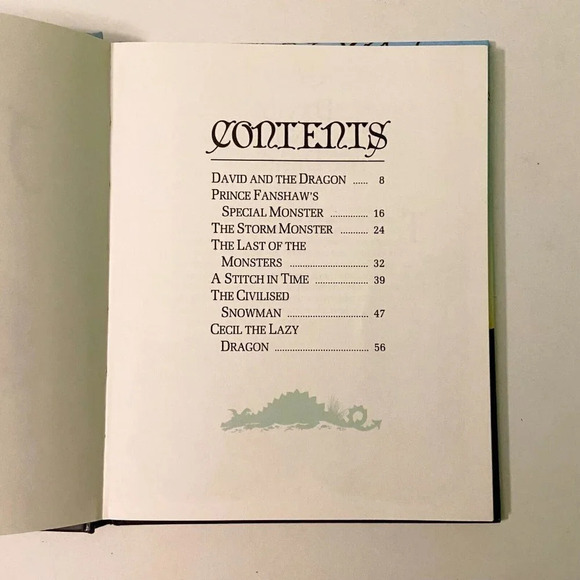 CONTENTS
DAVID AND THE DRAGON ...... 8
PRINCE FANSHAW'S
SPECIAL MONSTER ............... 16
THE STORM MONSTER .......... 24
THE LAST OF THE
MONSTERS ............................. 32
A STITCH IN TIME .................... 39
THE CIVILISED
SNOWMAN ............................. 47
CECIL THE LAZY
DRAGON .................................. 56